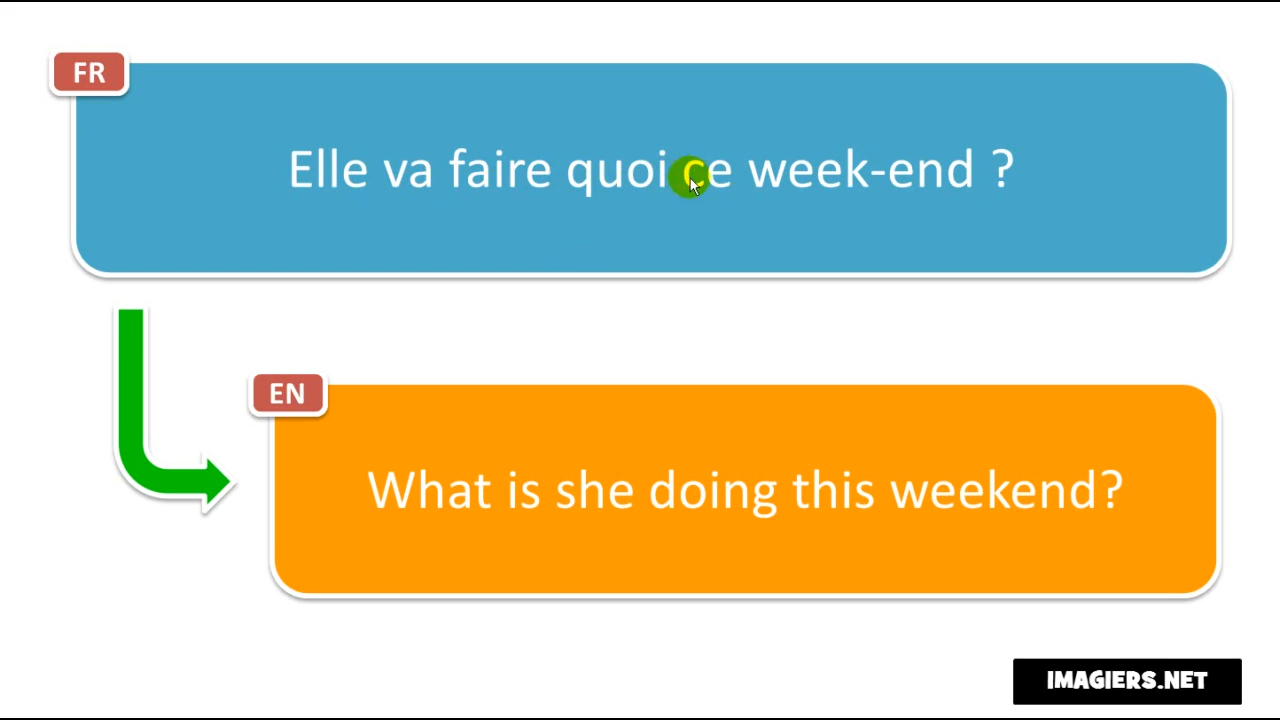 FR
Elle va faire quoi ce week-end ?
EN
What is she doing this weekend?
IMAGIERS.NET